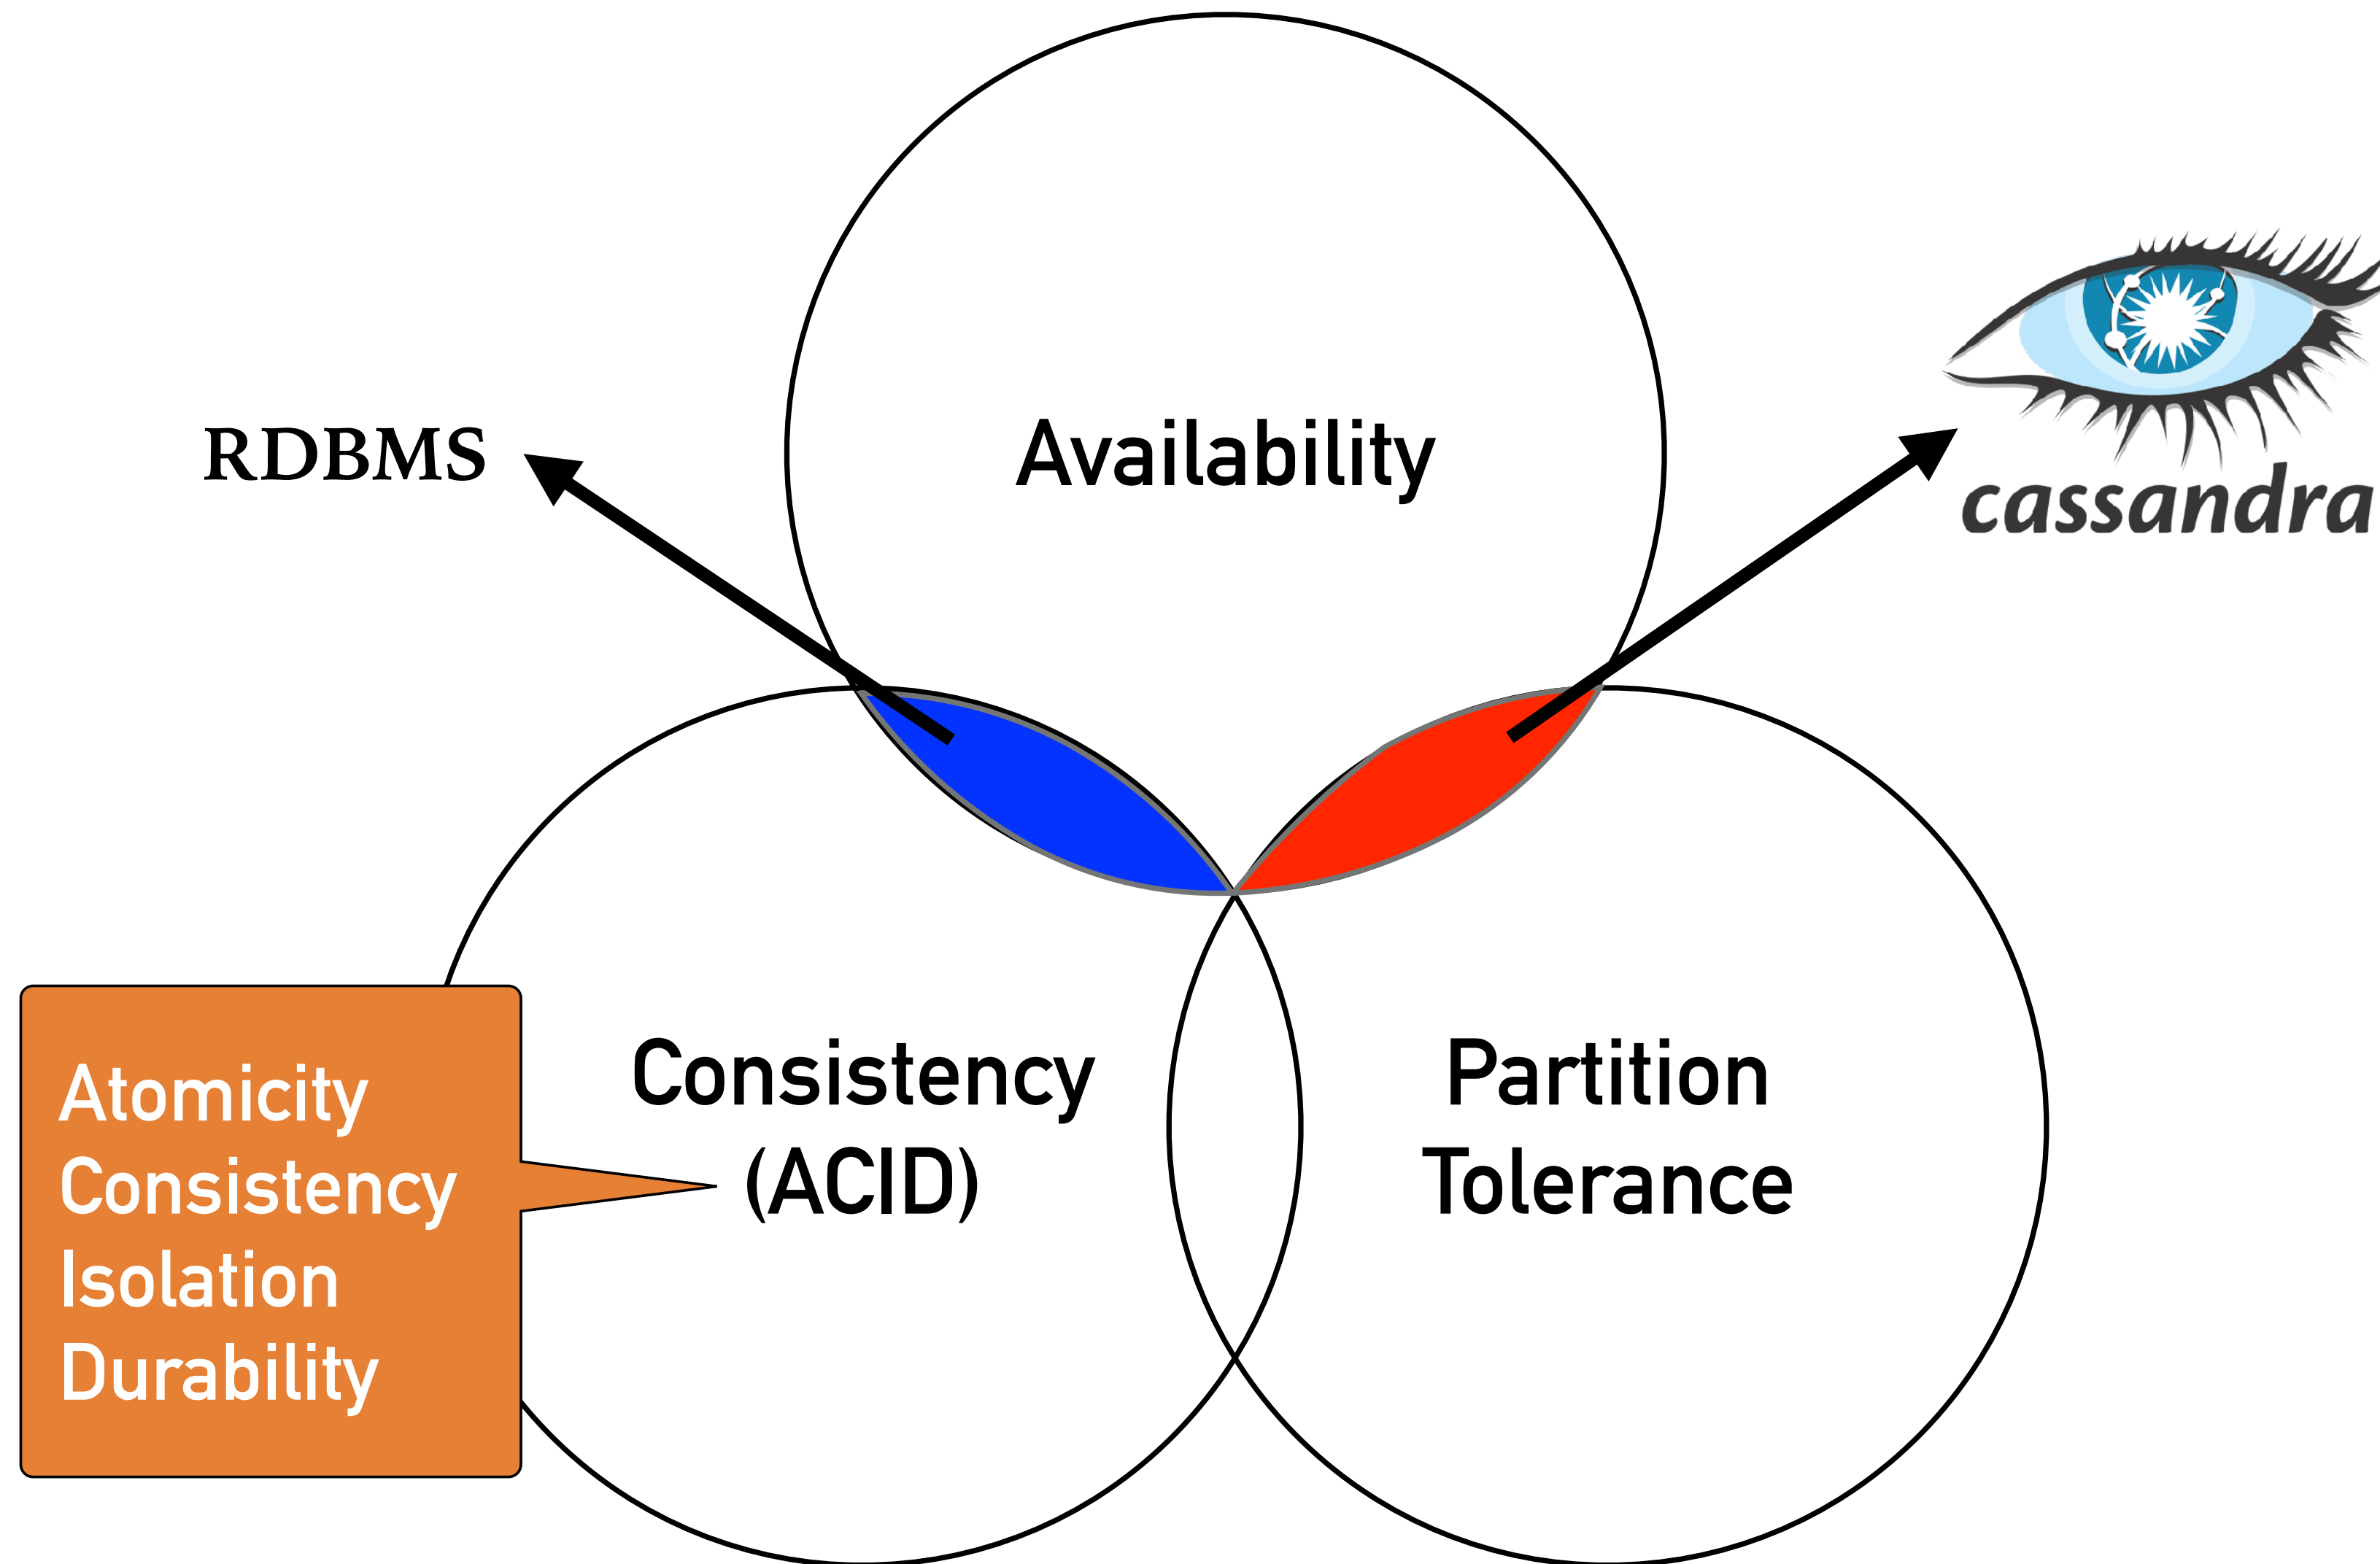 Availability
RDBMS
cassandra
Consistency
(ACID)
Partition
Tolerance
Atomicity
Consistency
Isolation
Durability